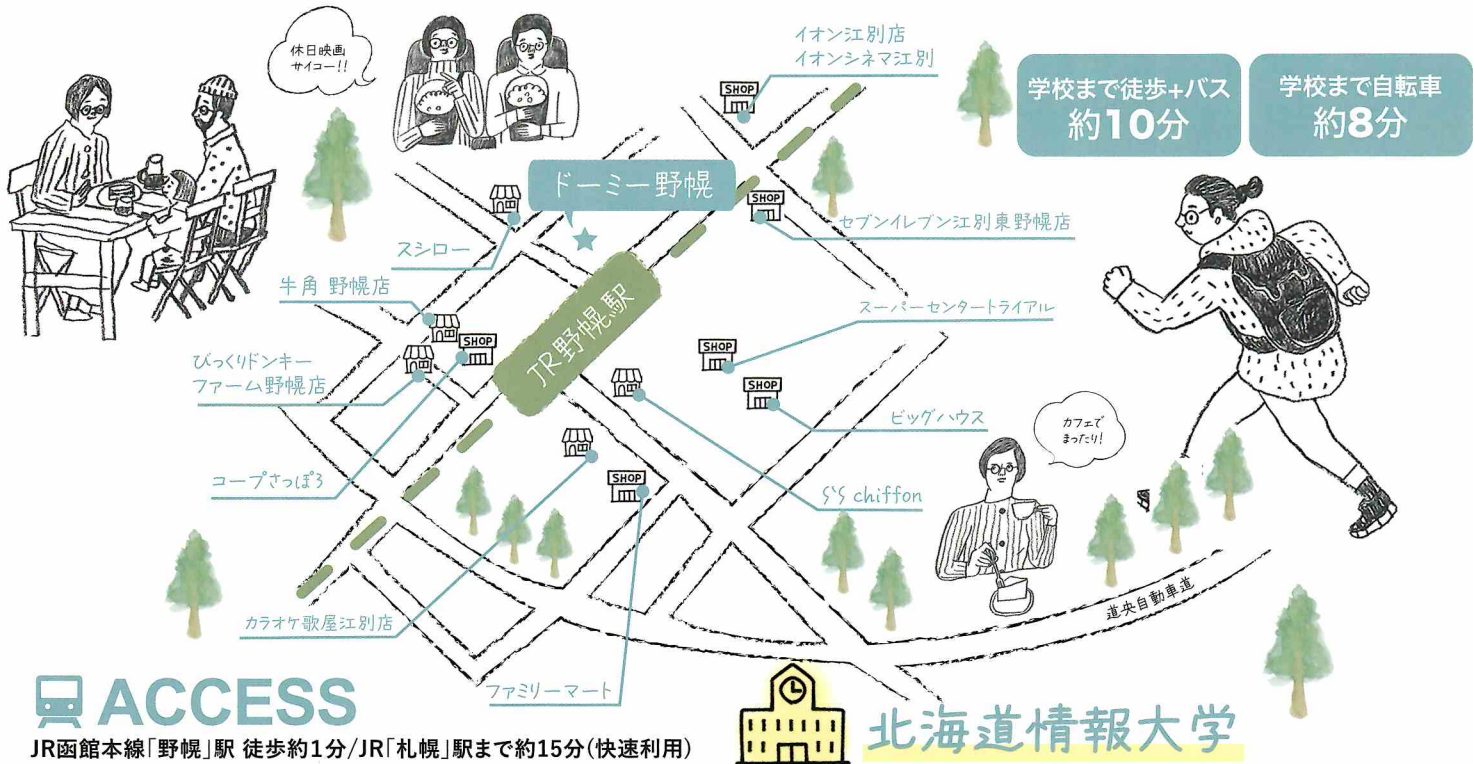 休日映画
サイコー!!
イオン江別店
イオンシネマ江別
SHOP
学校まで徒歩+バス
約10分
学校まで自転車
約8分
ドーミー野幌
SHOP
セブンイレブン江別東野幌店
スシロー
牛角 野幌店
JR野幌駅
スーパーセンタートライアル
SHOP
SHOP
びっくりドンキー
ファーム野幌店
SHOP
ビッグハウス
カフェで
まったり!
コープさっぽろ
SHOP
S'S chiffon
道央自動車道
カラオケ歌屋江別店
ファミリーマート
ACCESS
北海道情報大学
JR函館本線「野幌」駅 徒歩約1分/JR「札幌」駅まで約15分(快速利用)